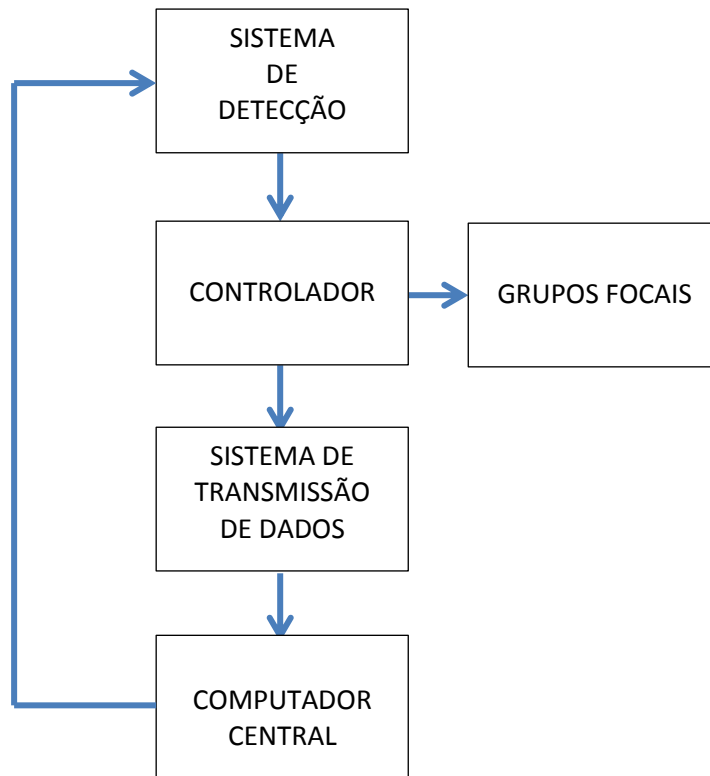 SISTEMA
DE
DETECÇÃO
CONTROLADOR
GRUPOS FOCAIS
SISTEMA DE
TRANSMISSÃO
DE DADOS
COMPUTADOR
CENTRAL